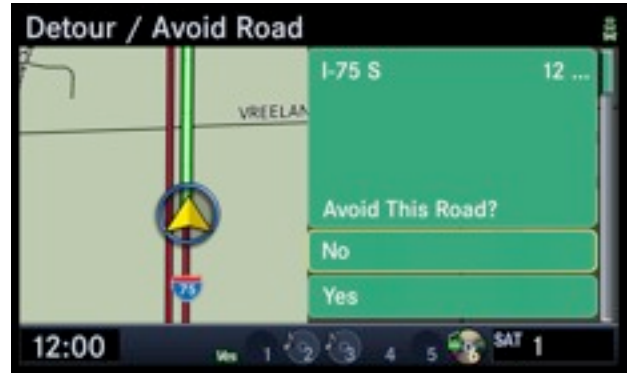 Detour / Avoid Road
I-75 S 12 ...
VREELAN
Avoid This Road?
No
75
Yes
12:00 Yes 1 2 3 4 5 6 SAT 1